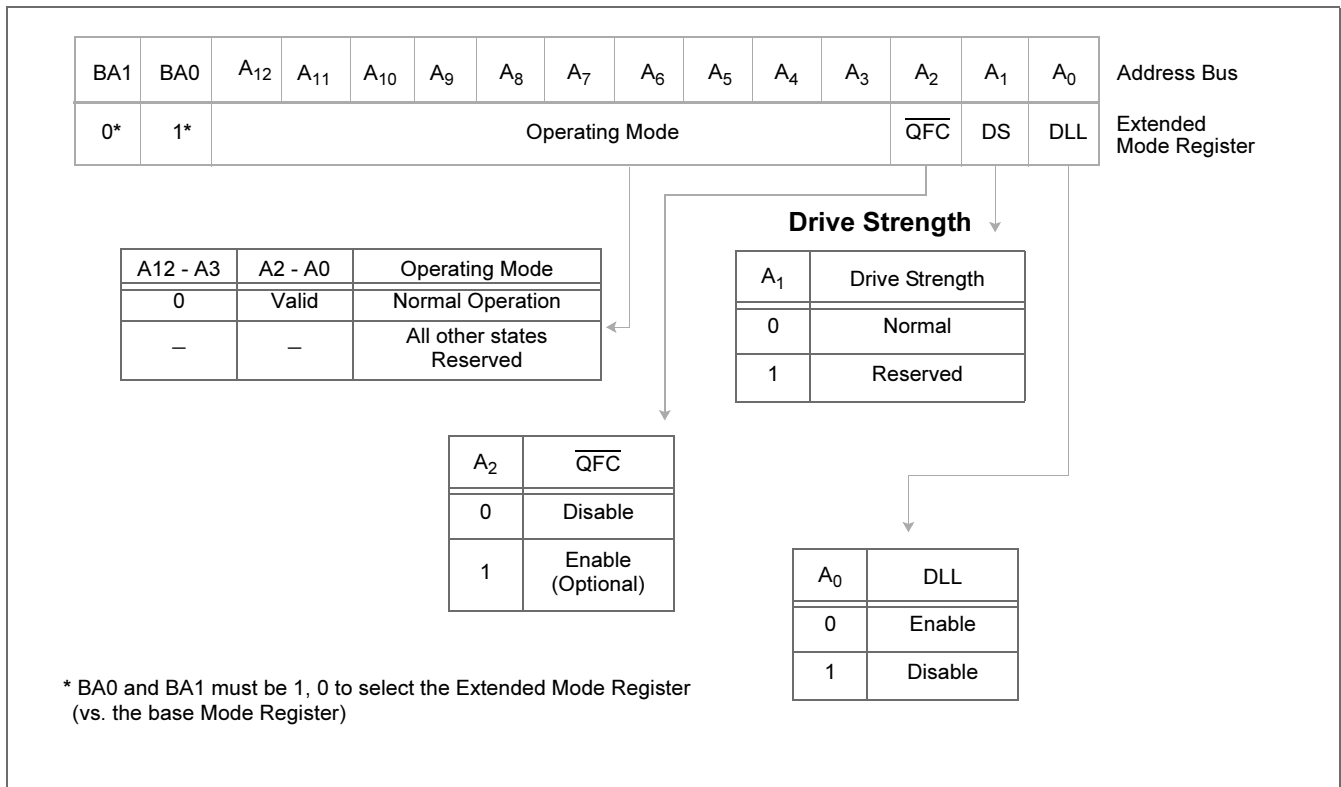 BA1 BA0 A12 A11 A10 A9 A8 A7 A6 A5 A4 A3 A2 A1 A0 Address Bus
0* 1* Operating Mode Q̅F̅C̅ DS DLL Extended
Mode Register
Drive Strength
A12 - A3 A2 - A0 Operating Mode
0 Valid Normal Operation
– – All other states
Reserved
A1 Drive Strength
0 Normal
1 Reserved
A2 Q̅F̅C̅
0 Disable
1 Enable
(Optional)
A0 DLL
0 Enable
1 Disable
* BA0 and BA1 must be 1, 0 to select the Extended Mode Register
(vs. the base Mode Register)